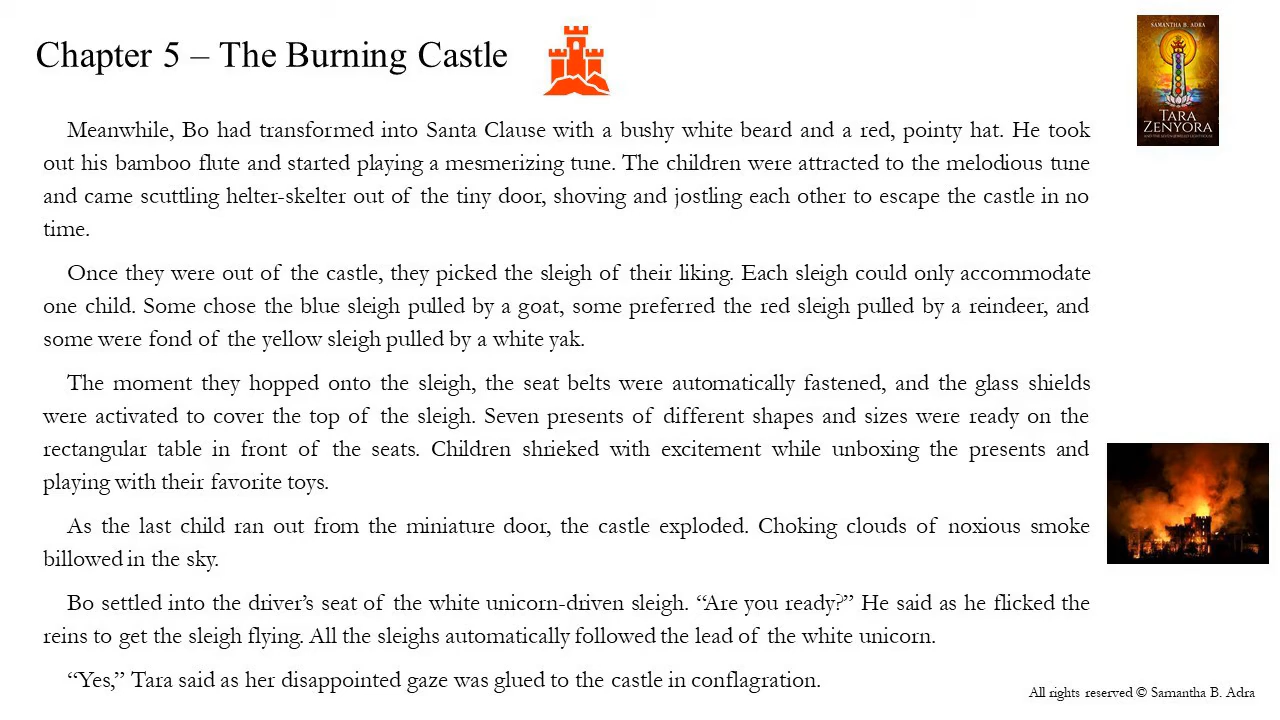 Chapter 5 – The Burning Castle
SAMANTHA B. ADRA
TARA
ZENYORA
Meanwhile, Bo had transformed into Santa Clause with a bushy white beard and a red, pointy hat. He took
out his bamboo flute and started playing a mesmerizing tune. The children were attracted to the melodious tune
and came scuttling helter-skelter out of the tiny door, shoving and jostling each other to escape the castle in no
time.
Once they were out of the castle, they picked the sleigh of their liking. Each sleigh could only accommodate
one child. Some chose the blue sleigh pulled by a goat, some preferred the red sleigh pulled by a reindeer, and
some were fond of the yellow sleigh pulled by a white yak.
The moment they hopped onto the sleigh, the seat belts were automatically fastened, and the glass shields
were activated to cover the top of the sleigh. Seven presents of different shapes and sizes were ready on the
rectangular table in front of the seats. Children shrieked with excitement while unboxing the presents and
playing with their favorite toys.
As the last child ran out from the miniature door, the castle exploded. Choking clouds of noxious smoke
billowed in the sky.
Bo settled into the driver’s seat of the white unicorn-driven sleigh. “Are you ready?” He said as he flicked the
reins to get the sleigh flying. All the sleighs automatically followed the lead of the white unicorn.
“Yes,” Tara said as her disappointed gaze was glued to the castle in conflagration.
All rights reserved © Samantha B. Adra